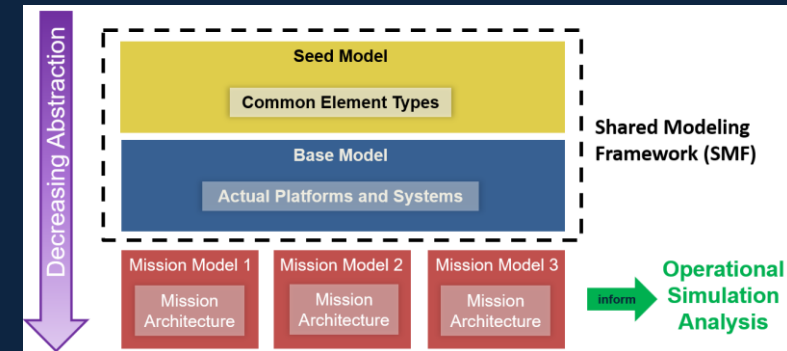 Decreasing Abstraction
Seed Model
Common Element Types
Base Model
Actual Platforms and Systems
Shared Modeling
Framework (SMF)
Mission Model 1
Mission
Architecture
Mission Model 2
Mission
Architecture
Mission Model 3
Mission
Architecture
inform
Operational
Simulation
Analysis